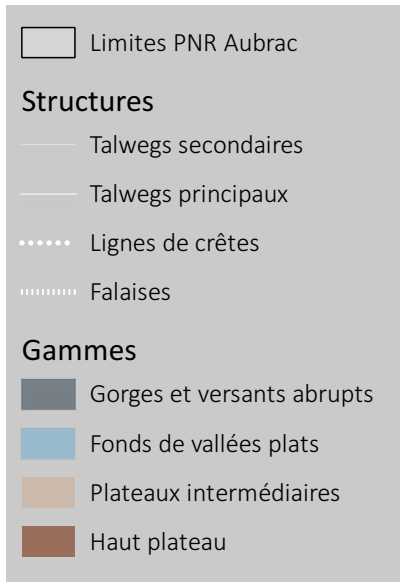 Limites PNR Aubrac
Structures
Talwegs secondaires
Talwegs principaux
Lignes de crêtes
Falaises
Gammes
Gorges et versants abrupts
Fonds de vallées plats
Plateaux intermédiaires
Haut plateau